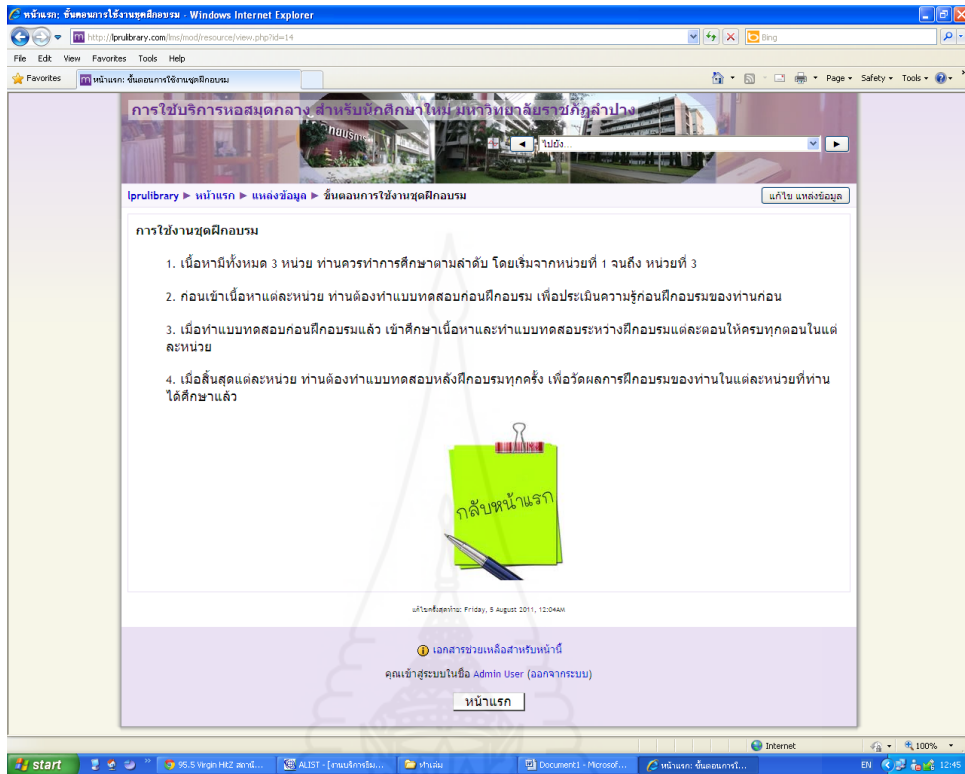 หน้าแรก: ขั้นตอนการใช้งานชุดฝึกอบรม - Windows Internet Explorer
http://lprulibrary.com/lms/mod/resource/view.php?id=14
Bing
File Edit View Favorites Tools Help
Favorites
หน้าแรก: ขั้นตอนการใช้งานชุดฝึกอบรม
Page Safety Tools
การใช้บริการหอสมุดกลาง สำหรับนักศึกษาใหม่ มหาวิทยาลัยราชภัฏลำปาง
ไปยัง...
lprulibrary ► หน้าแรก ► แหล่งข้อมูล ► ขั้นตอนการใช้งานชุดฝึกอบรม
แก้ไข แหล่งข้อมูล
การใช้งานชุดฝึกอบรม
1. เนื้อหามีทั้งหมด 3 หน่วย ท่านควรทำการศึกษาตามลำดับ โดยเริ่มจากหน่วยที่ 1 จนถึง หน่วยที่ 3
2. ก่อนเข้าเนื้อหาแต่ละหน่วย ท่านต้องทำแบบทดสอบก่อนฝึกอบรม เพื่อประเมินความรู้ก่อนฝึกอบรมของท่านก่อน
3. เมื่อทำแบบทดสอบก่อนฝึกอบรมแล้ว เข้าศึกษาเนื้อหาและทำแบบทดสอบระหว่างฝึกอบรมแต่ละตอนให้ครบทุกตอนในแต่
ละหน่วย
4. เมื่อสิ้นสุดแต่ละหน่วย ท่านต้องทำแบบทดสอบหลังฝึกอบรมทุกครั้ง เพื่อวัดผลการฝึกอบรมของท่านในแต่ละหน่วยที่ท่าน
ได้ศึกษาแล้ว
กลับหน้าแรก
แก้ไขครั้งสุดท้าย: Friday, 5 August 2011, 12:04AM
เอกสารช่วยเหลือสำหรับหน้านี้
คุณเข้าสู่ระบบในชื่อ Admin User (ออกจากระบบ)
หน้าแรก
Internet
100%
start
95.5 Virgin HitZ สถานี...
ALIST - [งานบริการยืม...
ทำเล่ม
Document1 - Microsof...
หน้าแรก: ขั้นตอนการใ...
EN
12:45